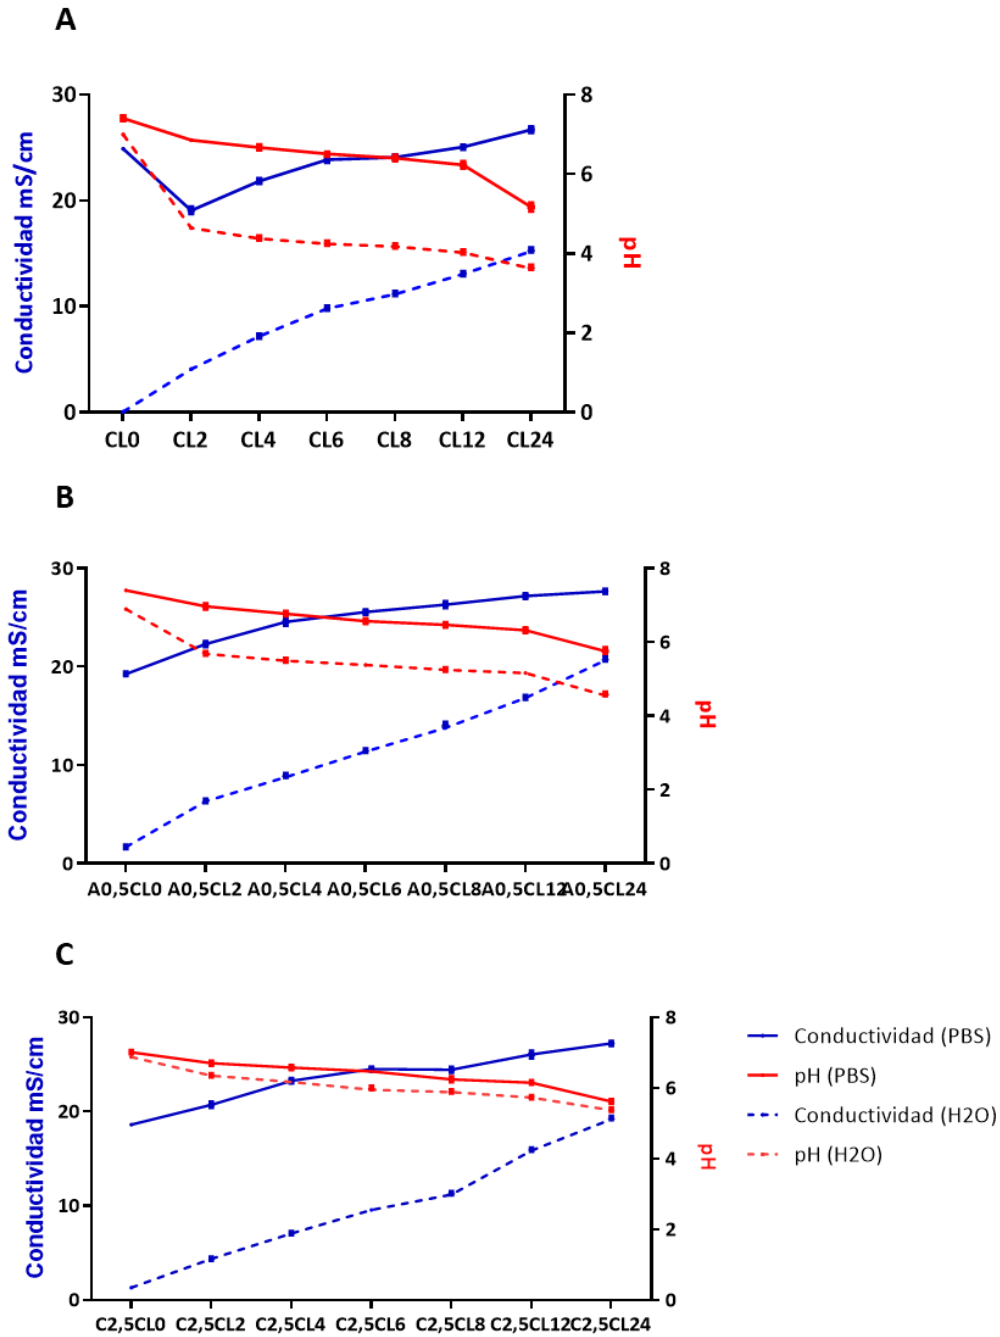 A
30
20
10
0
Conductividad mS/cm
8
6
4
2
0
pH
CL0 CL2 CL4 CL6 CL8 CL12 CL24
B
30
20
10
0
Conductividad mS/cm
8
6
4
2
0
pH
A0,5CL0 A0,5CL2 A0,5CL4 A0,5CL6 A0,5CL8 A0,5CL12 A0,5CL24
C
30
20
10
0
Conductividad mS/cm
8
6
4
2
0
pH
C2,5CL0 C2,5CL2 C2,5CL4 C2,5CL6 C2,5CL8 C2,5CL12 C2,5CL24
Conductividad (PBS)
pH (PBS)
Conductividad (H2O)
pH (H2O)